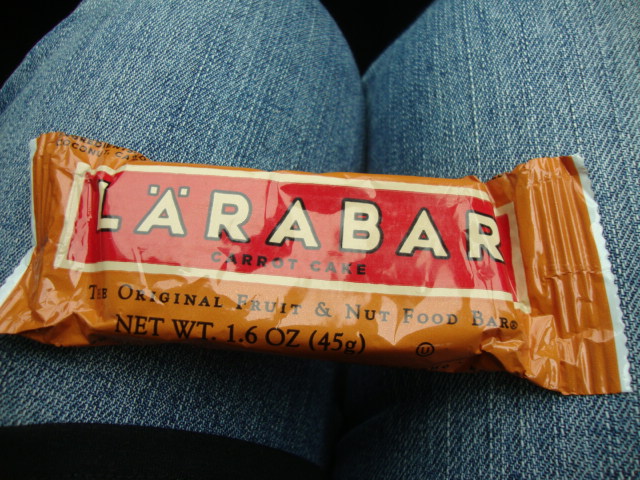 LÄRABAR
CARROT CAKE
THE ORIGINAL FRUIT & NUT FOOD BAR®
NET WT. 1.6 OZ (45g)